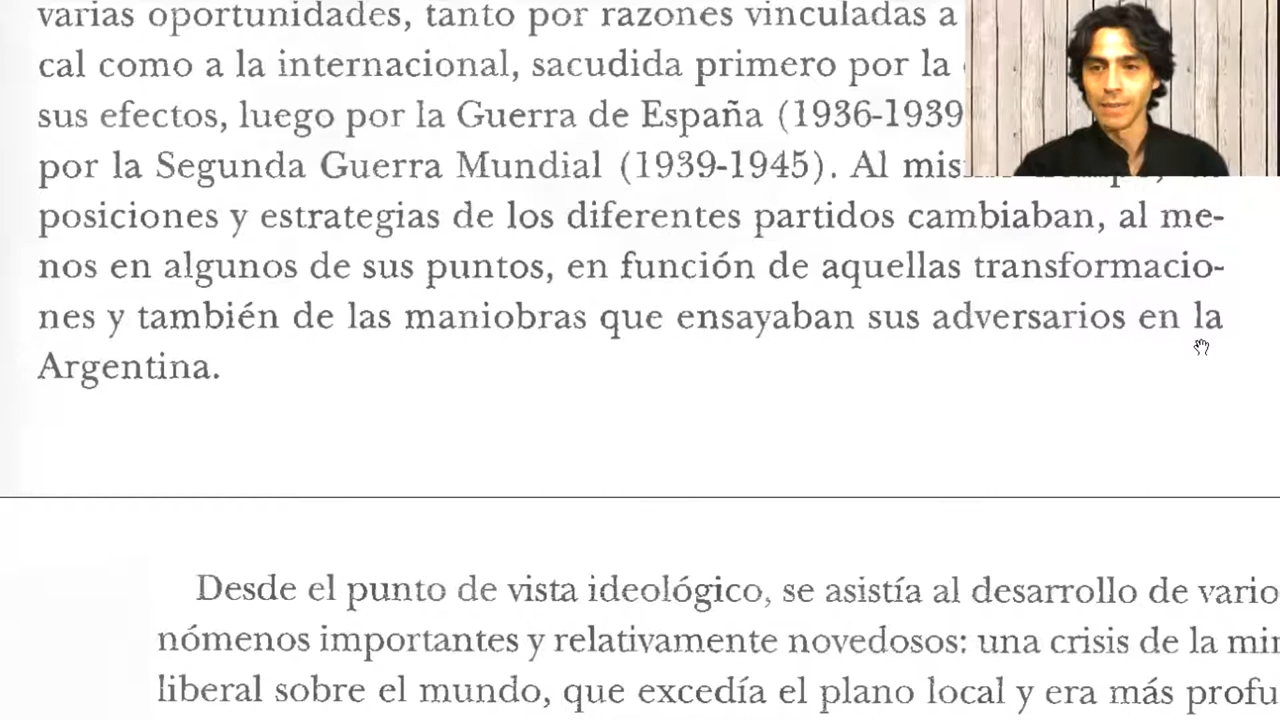 varias oportunidades, tanto por razones vinculadas a
cal como a la internacional, sacudida primero por la
sus efectos, luego por la Guerra de España (1936-1939
por la Segunda Guerra Mundial (1939-1945). Al mis
posiciones y estrategias de los diferentes partidos cambiaban, al me-
nos en algunos de sus puntos, en función de aquellas transformacio-
nes y también de las maniobras que ensayaban sus adversarios en la
Argentina.
Desde el punto de vista ideológico, se asistía al desarrollo de vario
nómenos importantes y relativamente novedosos: una crisis de la mir
liberal sobre el mundo, que excedía el plano local y era más profu